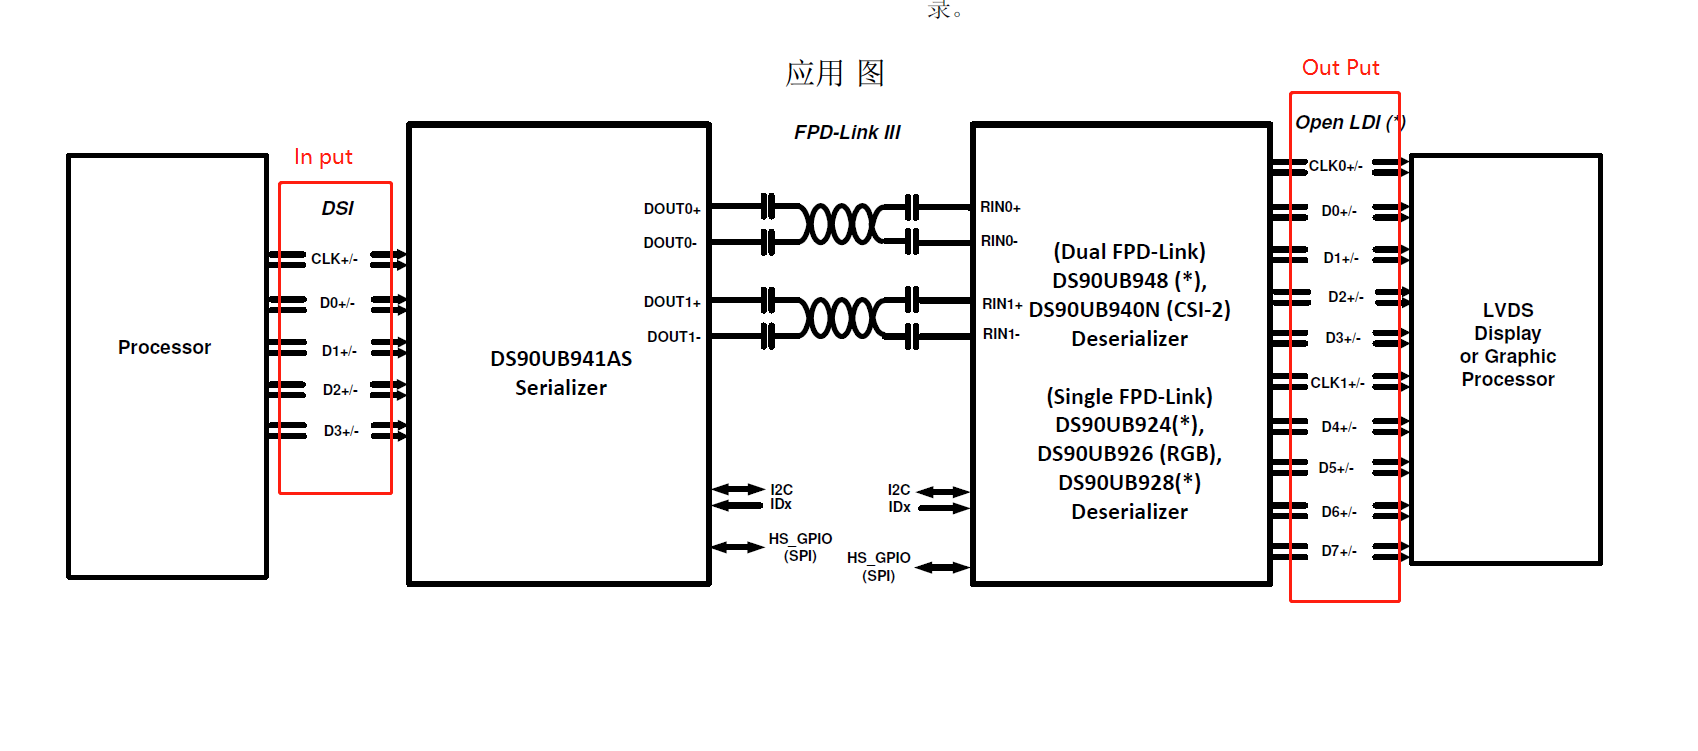 录。
应用 图
Out Put
In put
FPD-Link III
Open LDI (*)
DSI
CLK+/-
D0+/-
D1+/-
D2+/-
D3+/-
Processor
DS90UB941AS
Serializer
DOUT0+
DOUT0-
DOUT1+
DOUT1-
I2C
IDx
HS_GPIO
(SPI)
RIN0+
RIN0-
RIN1+
RIN1-
I2C
IDx
HS_GPIO
(SPI)
(Dual FPD-Link)
DS90UB948 (*),
DS90UB940N (CSI-2)
Deserializer
(Single FPD-Link)
DS90UB924(*),
DS90UB926 (RGB),
DS90UB928(*)
Deserializer
CLK0+/-
D0+/-
D1+/-
D2+/-
D3+/-
CLK1+/-
D4+/-
D5+/-
D6+/-
D7+/-
LVDS
Display
or Graphic
Processor